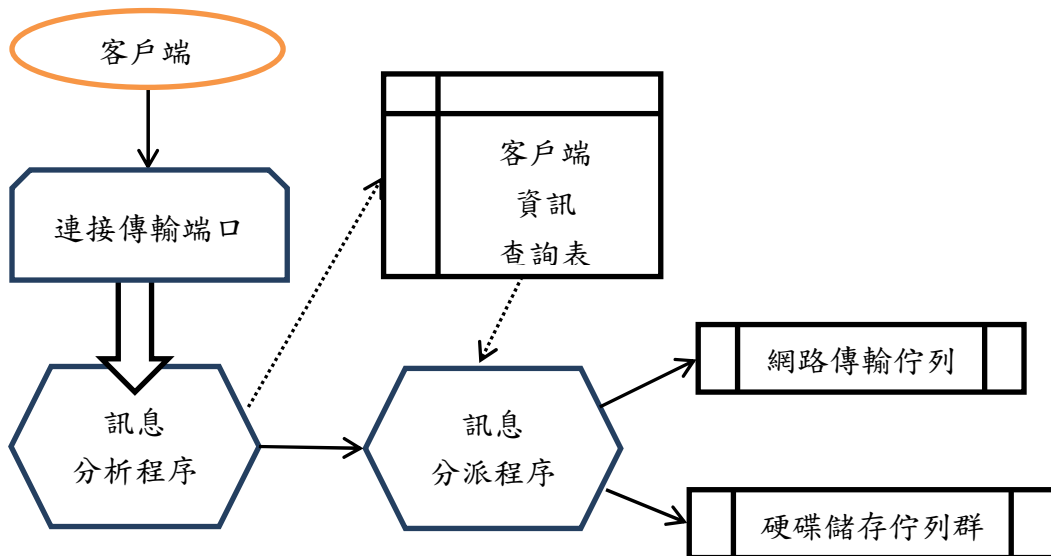 客戶端
連接傳輸端口
客戶端
資訊
查詢表
訊息
分析程序
訊息
分派程序
網路傳輸佇列
硬碟儲存佇列群